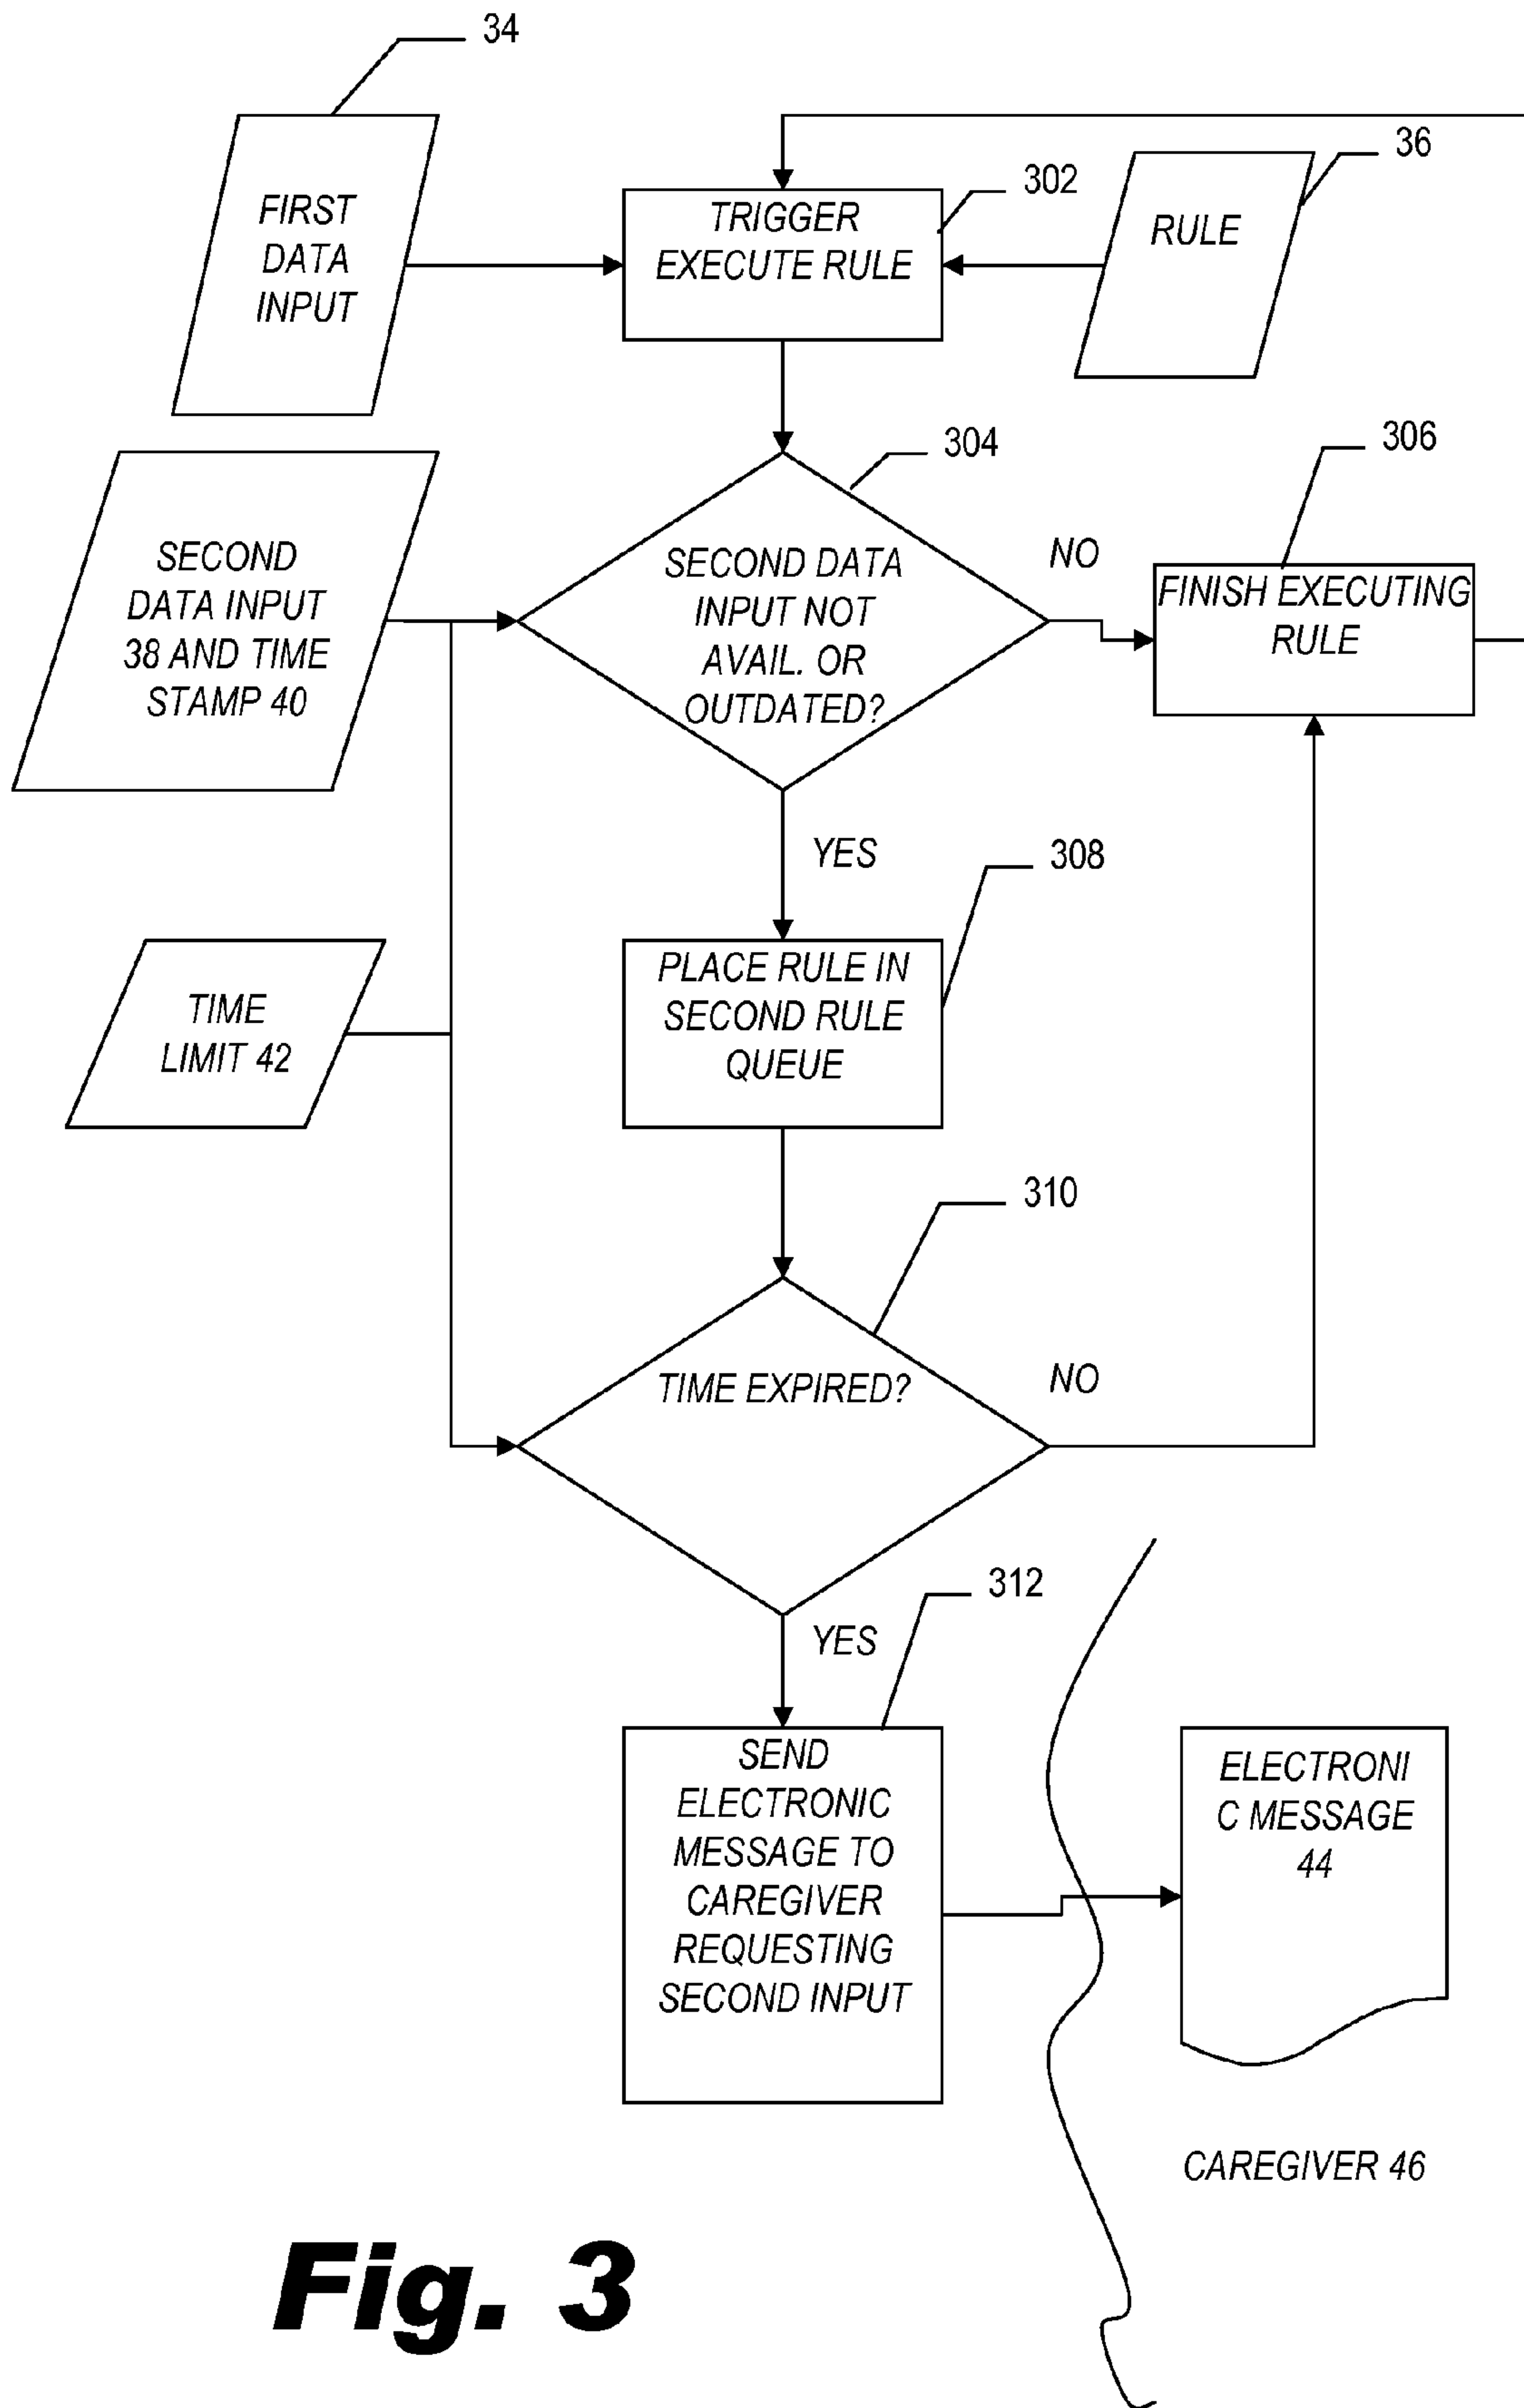 34
FIRST
DATA
INPUT
TRIGGER
EXECUTE RULE
302
RULE
36
SECOND
DATA INPUT
38 AND TIME
STAMP 40
SECOND DATA
INPUT NOT
AVAIL. OR
OUTDATED?
304
NO
306
FINISH EXECUTING
RULE
YES
308
TIME
LIMIT 42
PLACE RULE IN
SECOND RULE
QUEUE
310
TIME EXPIRED?
NO
YES
312
SEND
ELECTRONIC
MESSAGE TO
CAREGIVER
REQUESTING
SECOND INPUT
ELECTRONI
C MESSAGE
44
CAREGIVER 46
Fig. 3